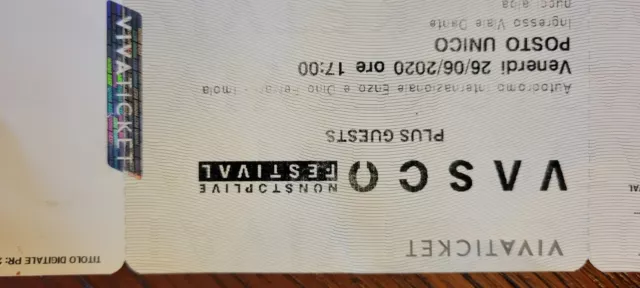 VIVATICKET
VASCO NONSTOPLIVE
FESTIVAL
PLUS GUESTS
Autodromo Internazionale Enzo e Dino Ferrari - Imola
Venerdì 26/06/2020 ore 17:00
POSTO UNICO
Ingresso Viale Dante
VIVATICKET
TITOLO DIGITALE PR: